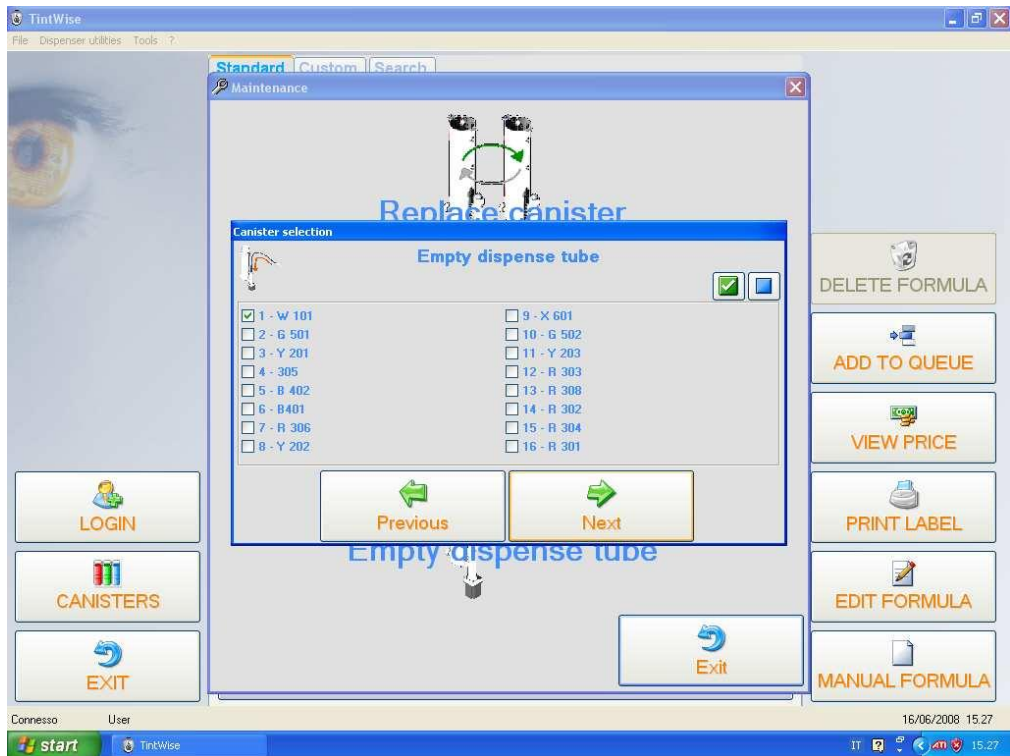 TintWise
File Dispenser utilities Tools ?
Standard Custom Search
Maintenance
Replace canister
Canister selection
Empty dispense tube
1 - W 101
2 - G 501
3 - Y 201
4 - 305
5 - B 402
6 - B401
7 - R 306
8 - Y 202
9 - X 601
10 - G 502
11 - Y 203
12 - R 303
13 - R 308
14 - R 302
15 - R 304
16 - R 301
Previous
Next
Empty dispense tube
Exit
LOGIN
CANISTERS
EXIT
DELETE FORMULA
ADD TO QUEUE
VIEW PRICE
PRINT LABEL
EDIT FORMULA
MANUAL FORMULA
Connesso User 16/06/2008 15.27
start TintWise IT ATI 15.27